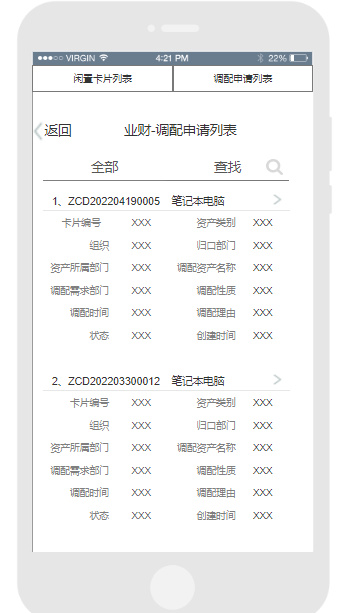 VIRGIN 4:21 PM 22%
闲置卡片列表 调配申请列表
返回 业财-调配申请列表
全部 查找
1、ZCD202204190005 笔记本电脑
卡片编号 XXX 资产类别 XXX
组织 XXX 归口部门 XXX
资产所属部门 XXX 调配资产名称 XXX
调配需求部门 XXX 调配性质 XXX
调配时间 XXX 调配理由 XXX
状态 XXX 创建时间 XXX
2、ZCD202203300012 笔记本电脑
卡片编号 XXX 资产类别 XXX
组织 XXX 归口部门 XXX
资产所属部门 XXX 调配资产名称 XXX
调配需求部门 XXX 调配性质 XXX
调配时间 XXX 调配理由 XXX
状态 XXX 创建时间 XXX